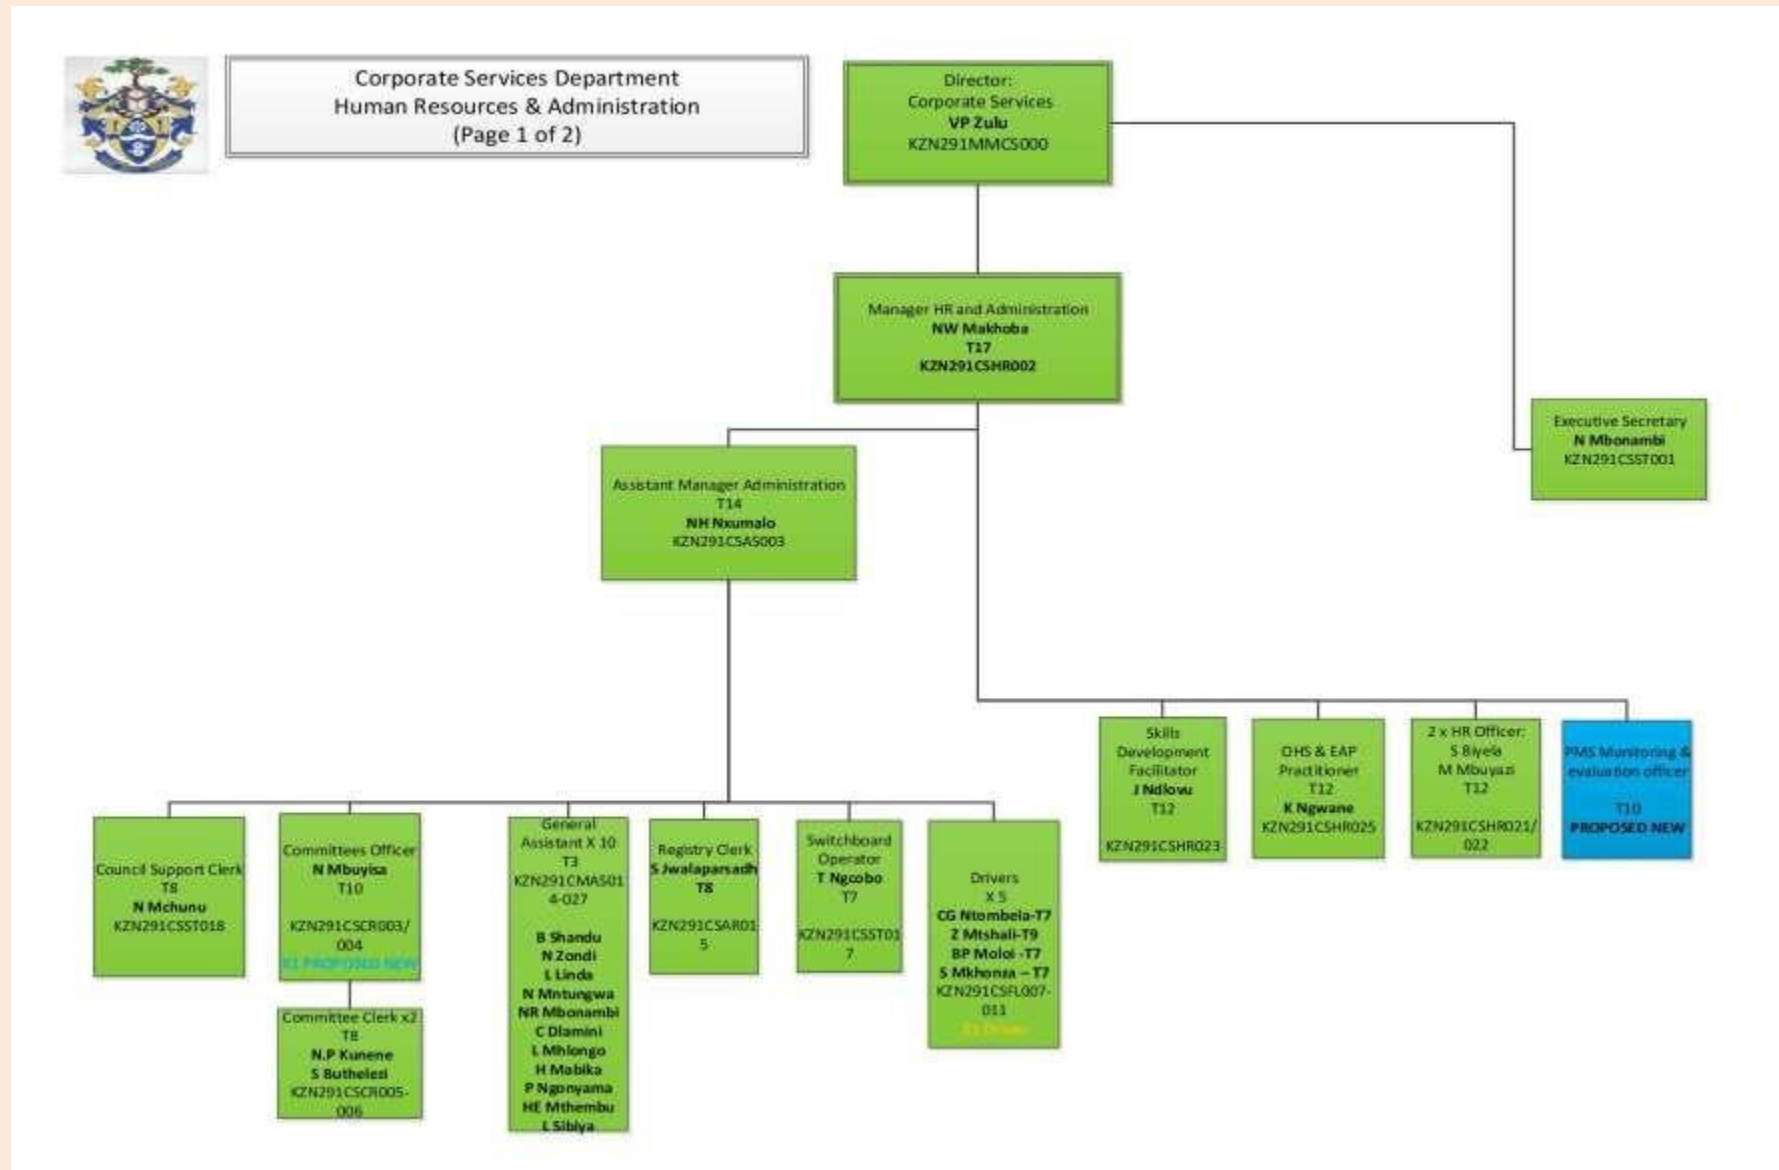 Corporate Services Department
Human Resources & Administration
(Page 1 of 2)
Director:
Corporate Services
VP Zulu
KZN291MMCS000
Manager HR and Administration
NW Makhoba
T17
KZN291CSHR002
Executive Secretary
N Mbonambi
KZN291CSST001
Assistant Manager Administration
T14
NH Nxumalo
KZN291CSAS003
Skills
Development
Facilitator
J Ndlovu
T12
KZN291CSHR023
OHS & EAP
Practitioner
T12
K Ngwane
KZN291CSHR025
2 x HR Officer:
S Biyela
M Mbuyazi
T12
KZN291CSHR021/
022
PMS Munitoring &
evaluation officer
T10
PROPOSED NEW
Council Support Clerk
T8
N Mchunu
KZN291CSST018
Committees Officer
N Mbuyisa
T10
KZN291CSCR003/
004
X1 PROPOSED NEW
Committee Clerk x2
T8
N.P Kunene
S Buthelezi
KZN291CSCR005-
006
General
Assistant X 10
T3
KZN291CMAS01
4-027
B Shandu
N Zondi
L Linda
N Mntungwa
NR Mbonambi
C Dlamini
L Mhlongo
H Mabika
P Ngonyama
HE Mthembu
L Sibiya
Registry Clerk
S Jwalaparsadh
T8
KZN291CSAR01
5
Switchboard
Operator
T Ngcobo
T7
KZN291CSST01
7
Drivers
X 5
CG Ntombela-T7
Z Mtshali-T9
BP Moloi -T7
S Mkhonza – T7
KZN291CSFL007-
011
Driver